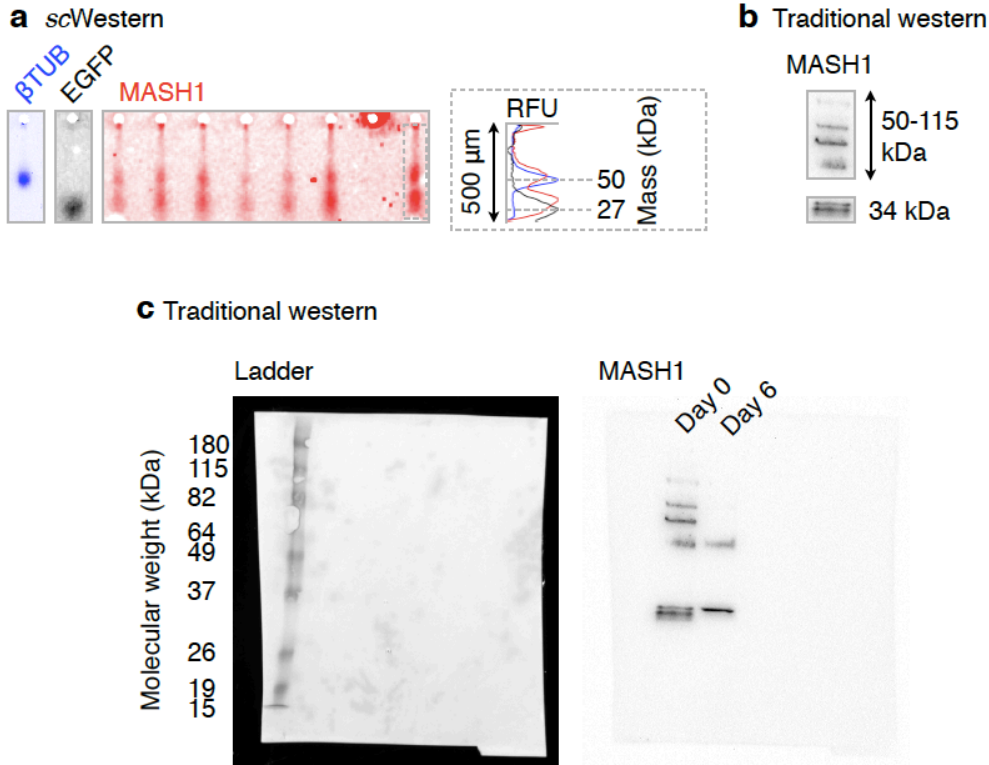 a scWestern
βTUB
EGFP
MASH1
RFU
500 µm
50
27
Mass (kDa)
b Traditional western
MASH1
50-115
kDa
34 kDa
c Traditional western
Ladder
Molecular weight (kDa)
180
115
82
64
49
37
26
19
15
MASH1
Day 0
Day 6